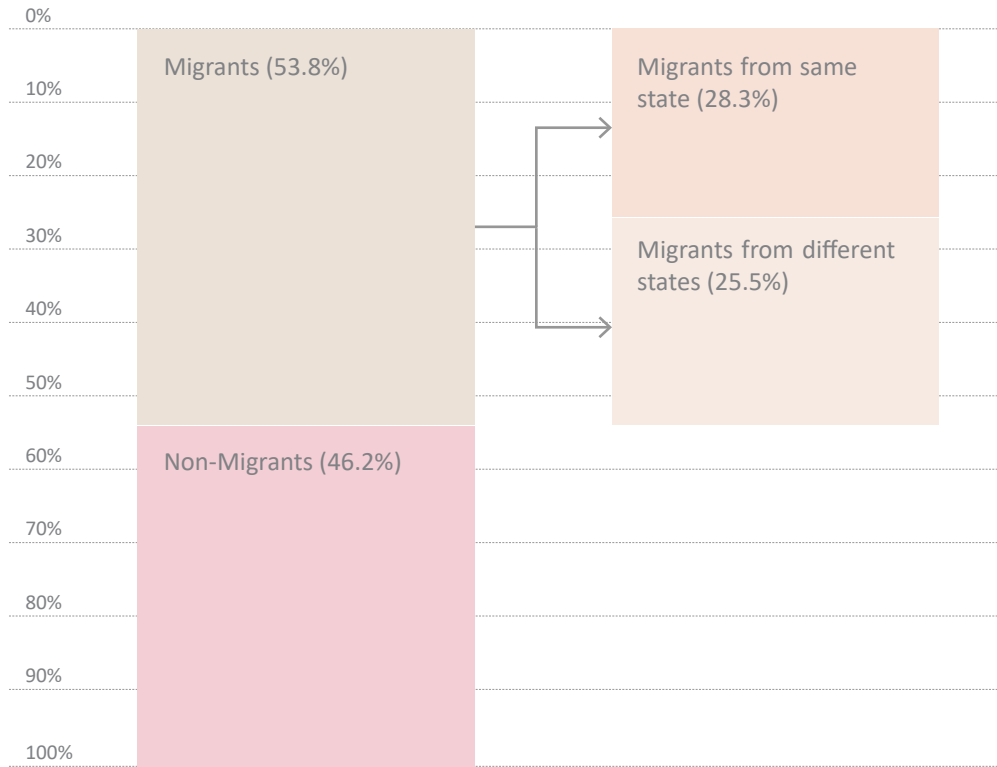 0%
Migrants (53.8%)
Migrants from same
state (28.3%)
10%
20%
30%
Migrants from different
states (25.5%)
40%
50%
60%
Non-Migrants (46.2%)
70%
80%
90%
100%